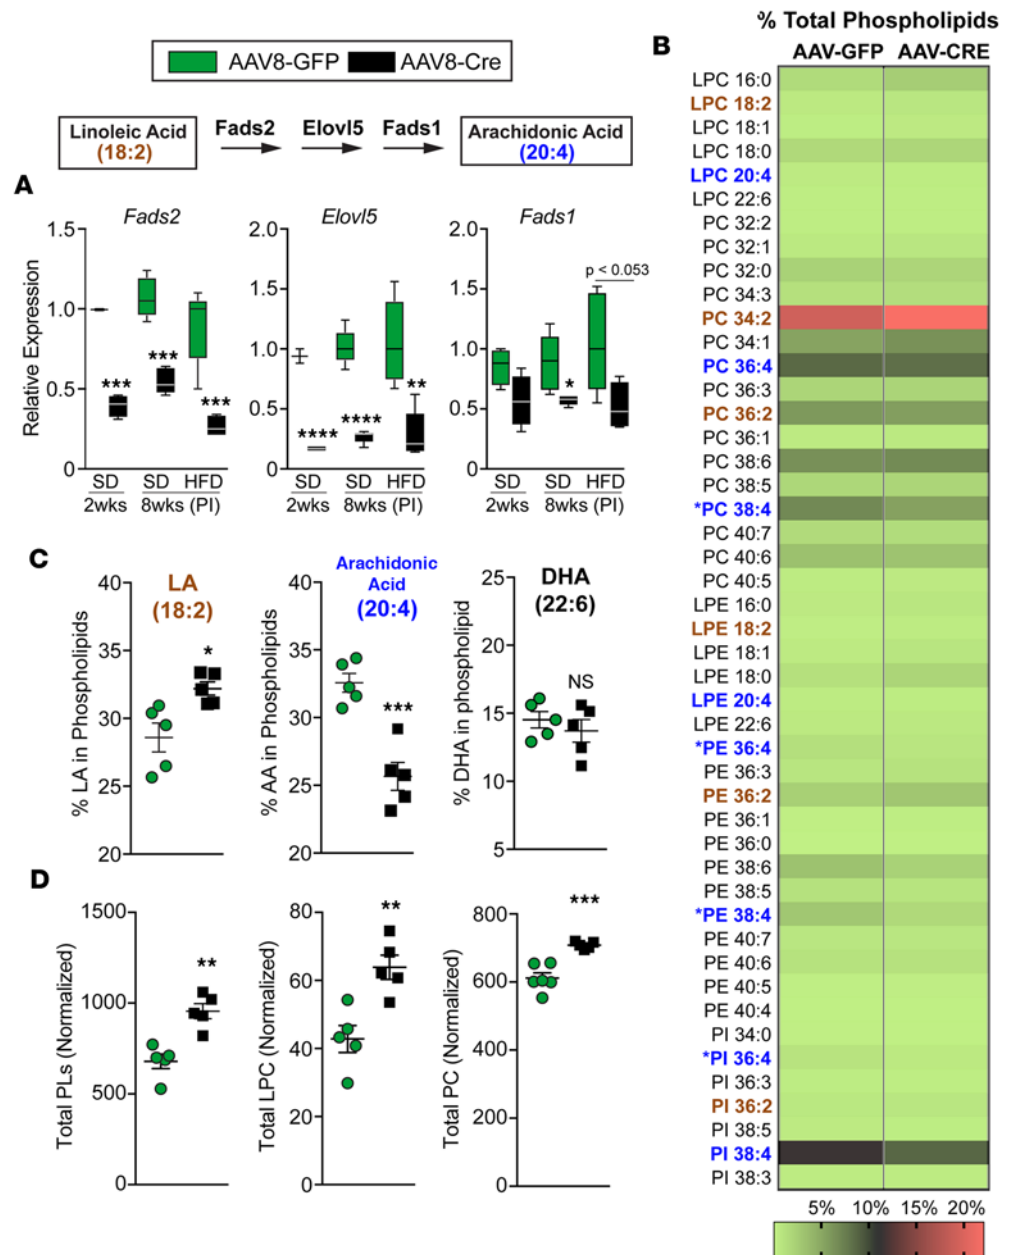 AAV8-GFP AAV8-Cre
Linoleic Acid
(18:2)
Fads2 Elovl5 Fads1
Arachidonic Acid
(20:4)
A
Fads2 Elovl5 Fads1
Relative Expression
1.5
1.0
0.5
0
***
***
***
SD SD HFD
2wks 8wks (PI)
2.0
1.5
1.0
0.5
0
****
****
**
SD SD HFD
2wks 8wks (PI)
2.0
1.5
1.0
0.5
0
p < 0.053
*
SD SD HFD
2wks 8wks (PI)
B
% Total Phospholipids
AAV-GFP AAV-CRE
LPC 16:0
LPC 18:2
LPC 18:1
LPC 18:0
LPC 20:4
LPC 22:6
PC 32:2
PC 32:1
PC 32:0
PC 34:3
PC 34:2
PC 34:1
PC 36:4
PC 36:3
PC 36:2
PC 36:1
PC 38:6
PC 38:5
*PC 38:4
PC 40:7
PC 40:6
PC 40:5
LPE 16:0
LPE 18:2
LPE 18:1
LPE 18:0
LPE 20:4
LPE 22:6
*PE 36:4
PE 36:3
PE 36:2
PE 36:1
PE 36:0
PE 38:6
PE 38:5
*PE 38:4
PE 40:7
PE 40:6
PE 40:5
PE 40:4
PI 34:0
*PI 36:4
PI 36:3
PI 36:2
PI 38:5
PI 38:4
PI 38:3
5% 10% 15% 20%
C
% LA in Phospholipids
40
35
30
25
20
LA
(18:2)
*
% AA in Phospholipids
40
35
30
25
20
Arachidonic
Acid
(20:4)
***
% DHA in phospholipid
25
20
15
10
5
DHA
(22:6)
NS
D
Total PLs (Normalized)
1500
1000
500
0
**
Total LPC (Normalized)
80
60
40
20
0
**
Total PC (Normalized)
800
600
400
200
0
***